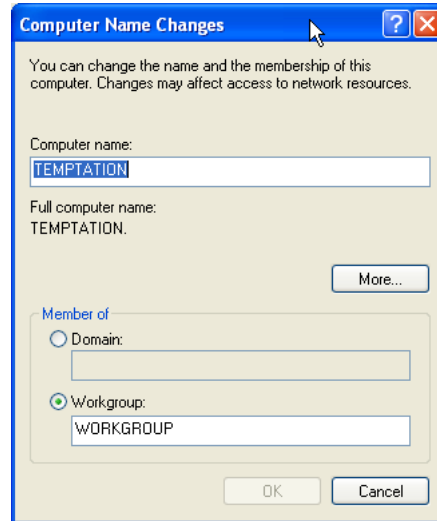 Computer Name Changes
You can change the name and the membership of this
computer. Changes may affect access to network resources.
Computer name:
TEMPTATION
Full computer name:
TEMPTATION.
More...
Member of
Domain:
Workgroup:
WORKGROUP
OK
Cancel